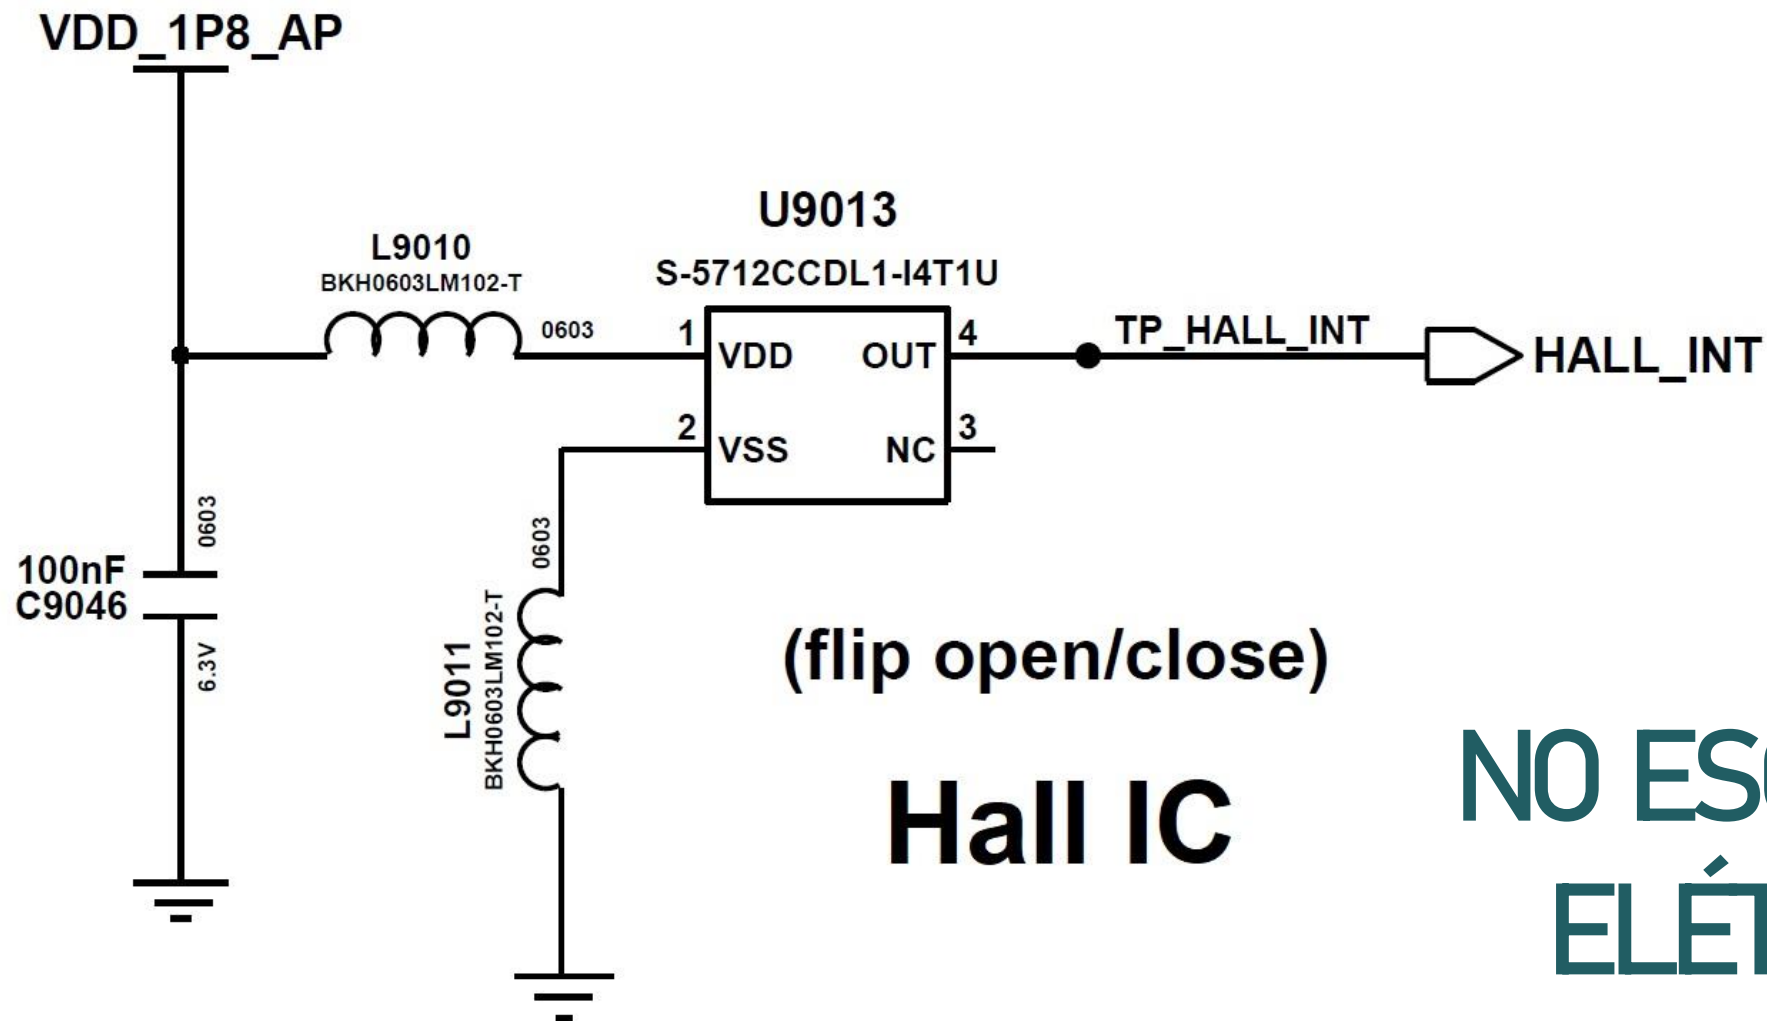 VDD_1P8_AP
U9013
S-5712CCDL1-I4T1U
L9010
BKH0603LM102-T
0603
1
VDD
OUT
4
TP_HALL_INT
HALL_INT
2
VSS
NC
3
0603
100nF
C9046
6.3V
0603
L9011
BKH0603LM102-T
(flip open/close)
Hall IC
NO